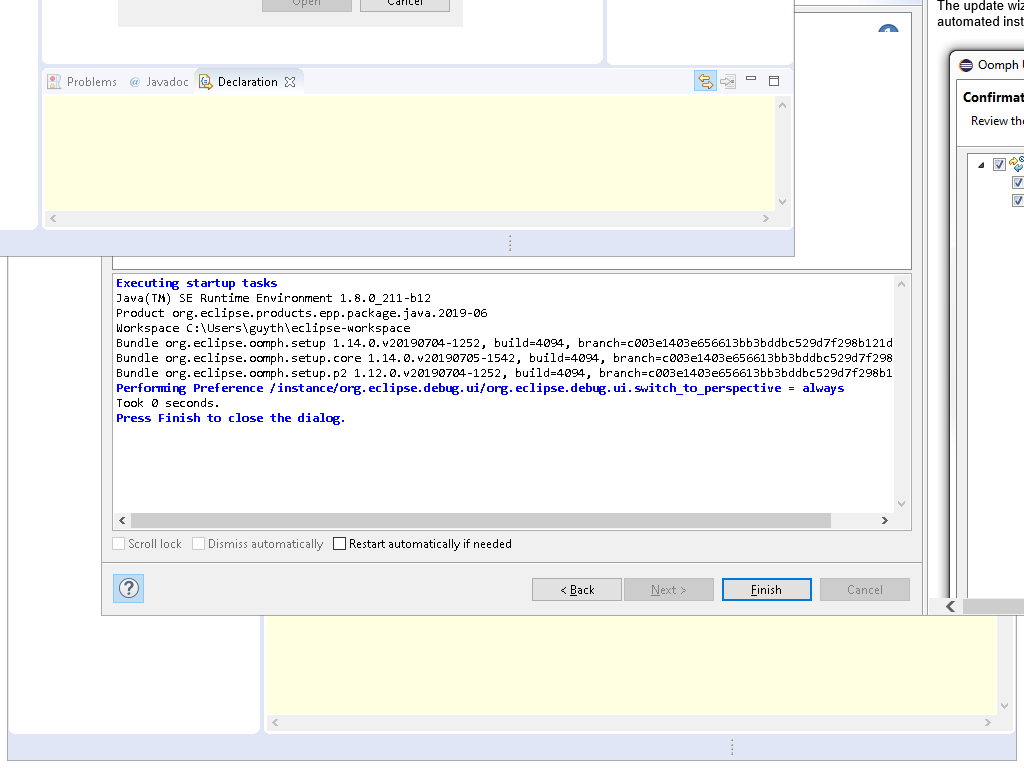 Open Cancel
The update wiz
automated inst
Oomph
Problems @ Javadoc Declaration
Confirmat
Review the
Executing startup tasks
Java(TM) SE Runtime Environment 1.8.0_211-b12
Product org.eclipse.products.epp.package.java.2019-06
Workspace C:\Users\guyth\eclipse-workspace
Bundle org.eclipse.oomph.setup 1.14.0.v20190704-1252, build=4094, branch=c003e1403e656613bb3bddbc529d7f298b121d
Bundle org.eclipse.oomph.setup.core 1.14.0.v20190705-1542, build=4094, branch=c003e1403e656613bb3bddbc529d7f298
Bundle org.eclipse.oomph.setup.p2 1.12.0.v20190704-1252, build=4094, branch=c003e1403e656613bb3bddbc529d7f298b1
Performing Preference /instance/org.eclipse.debug.ui/org.eclipse.debug.ui.switch_to_perspective = always
Took 0 seconds.
Press Finish to close the dialog.
Scroll lock Dismiss automatically Restart automatically if needed
? < Back Next > Finish Cancel